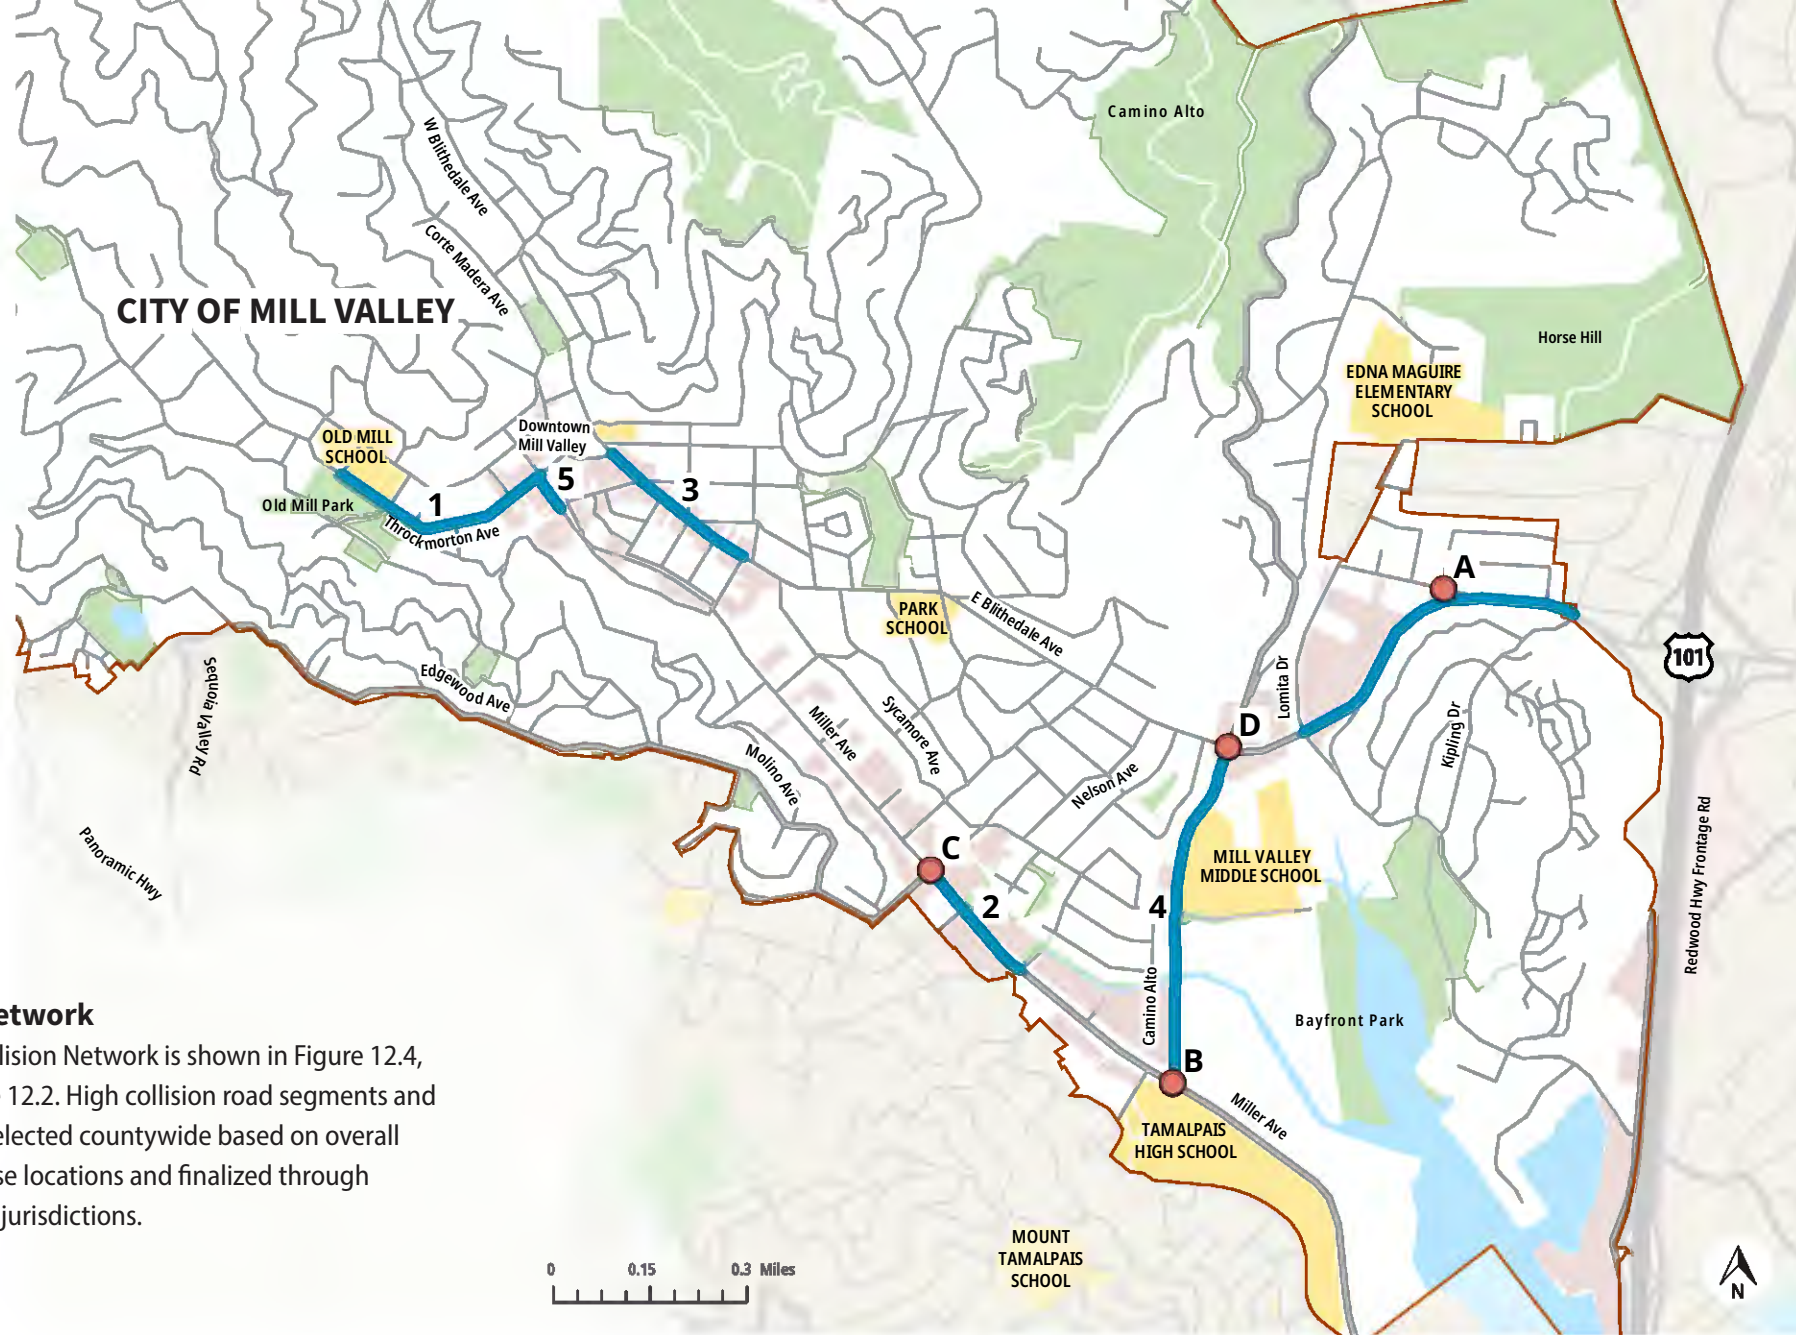 Camino Alto
W Blithedale Ave
Corte Madera Ave
CITY OF MILL VALLEY
Horse Hill
EDNA MAGUIRE
ELEMENTARY
SCHOOL
Downtown
Mill Valley
OLD MILL
SCHOOL
Old Mill Park
1
5
3
Throckmorton Ave
A
PARK
SCHOOL
E Blithedale Ave
101
Sequoia Valley Rd
Edgewood Ave
Lomita Dr
Kipling Dr
D
Miller Ave
Sycamore Ave
Molino Ave
Nelson Ave
Panoramic Hwy
C
2
MILL VALLEY
MIDDLE SCHOOL
4
Redwood Hwy Frontage Rd
Camino Alto
Bayfront Park
B
Miller Ave
TAMALPAIS
HIGH SCHOOL
etwork
lision Network is shown in Figure 12.4,
12.2. High collision road segments and
elected countywide based on overall
se locations and finalized through
jurisdictions.
MOUNT
TAMALPAIS
SCHOOL
0 0.15 0.3 Miles
N